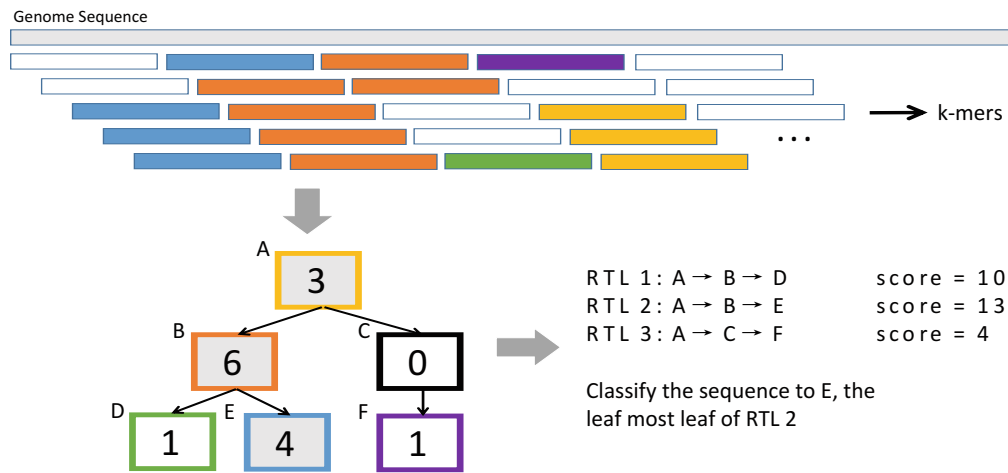 Genome Sequence
k-mers
...
A
3
B
6
C
0
D
1
E
4
F
1
RTL 1: A → B → D score = 10
RTL 2: A → B → E score = 13
RTL 3: A → C → F score = 4
Classify the sequence to E, the
leaf most leaf of RTL 2